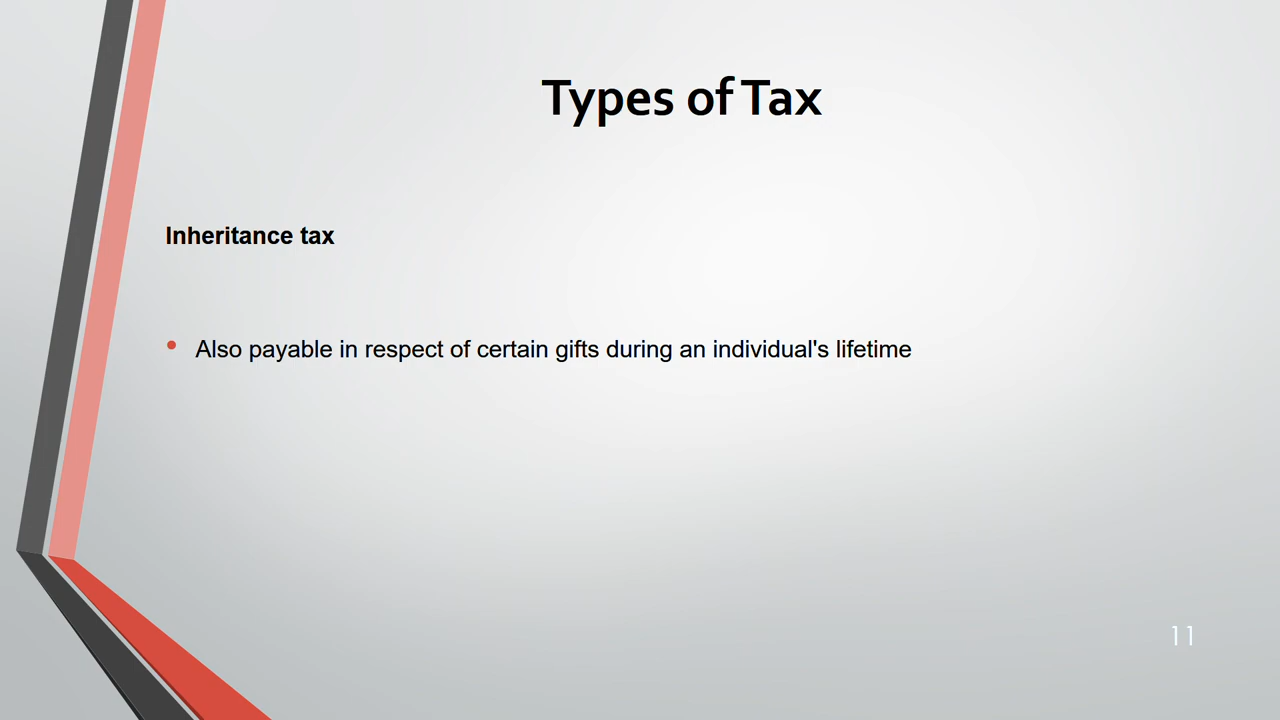 Types of Tax
Inheritance tax
• Also payable in respect of certain gifts during an individual's lifetime
11